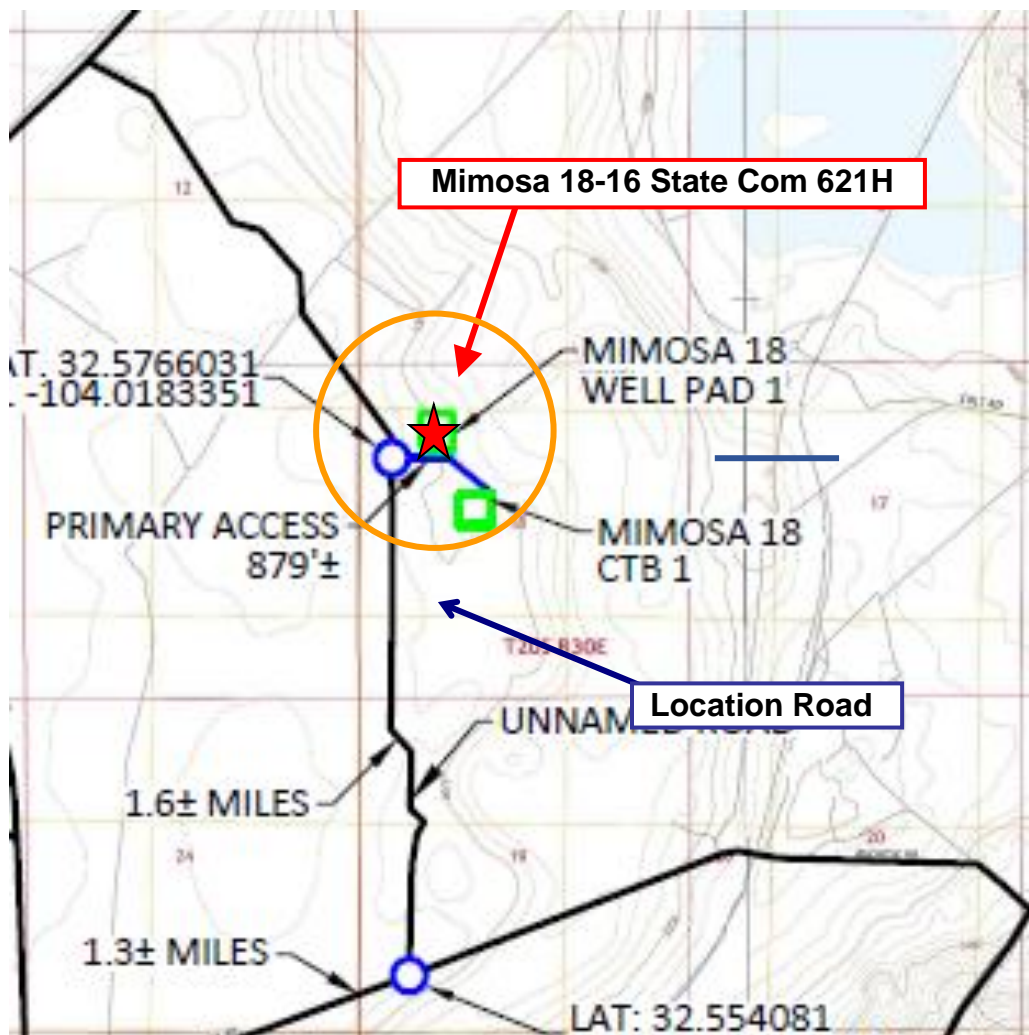 12
Mimosa 18-16 State Com 621H
AT. 32.5766031
-104.0183351
MIMOSA 18
WELL PAD 1
PRIMARY ACCESS
879'±
MIMOSA 18
CTB 1
17
T20S R30E
Location Road
UNNAMED ROAD
1.6± MILES
24
19
20
1.3± MILES
LAT: 32.554081